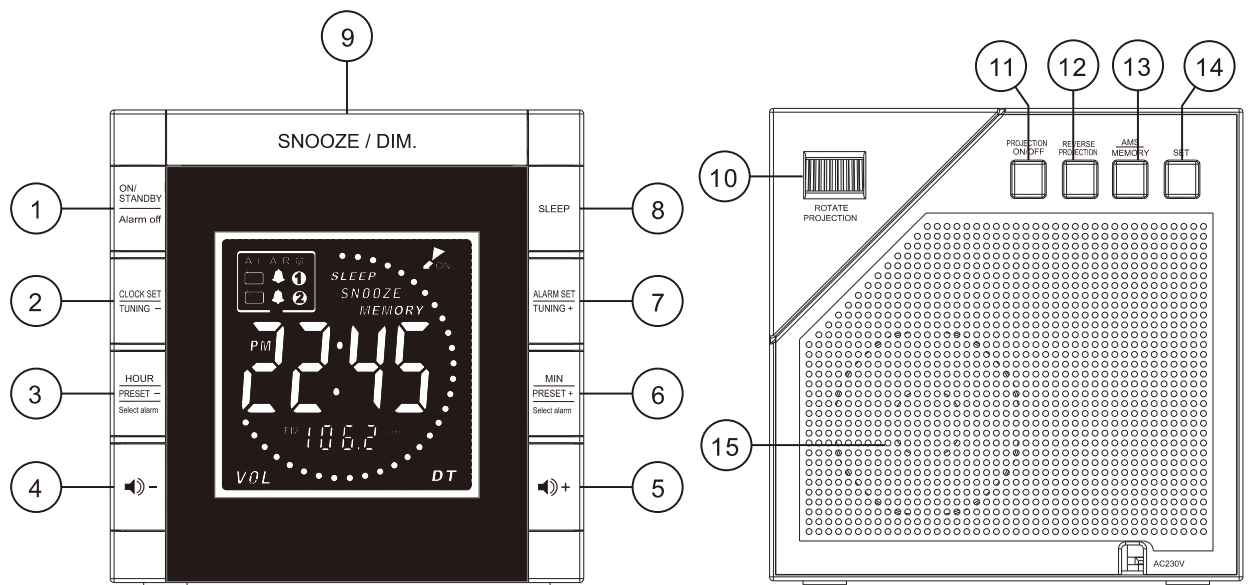 9
11
12
13
14
SNOOZE / DIM.
PROJECTION
ON/OFF
REVERSE
PROJECTION
AMS
MEMORY
SET
10
ROTATE
PROJECTION
1
ON/
STANDBY
Alarm off
SLEEP
8
ALARM
1
2
ON
SLEEP
SNOOZE
MEMORY
2
CLOCK SET
TUNING −
ALARM SET
TUNING +
7
PM
22:45
3
HOUR
PRESET −
Select alarm
MIN
PRESET +
Select alarm
6
FM 106.2
VOL
DT
4
−
+
5
15
AC230V